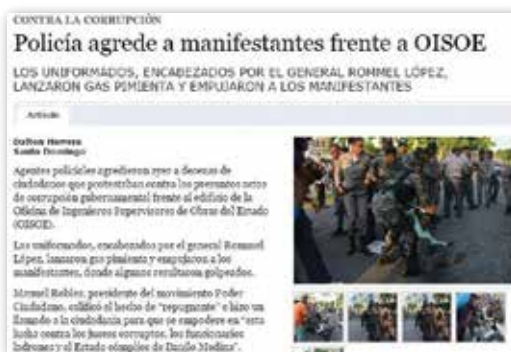 CONTRA LA CORRUPCIÓN
Policía agrede a manifestantes frente a OISOE
LOS UNIFORMADOS, ENCABEZADOS POR EL GENERAL ROMMEL LÓPEZ,
LANZARON GAS PIMIENTA Y EMPUJARON A LOS MANIFESTANTES
Artículo
Dalton Herrera
Santo Domingo
Agentes policiales agredieron ayer a decenas de
ciudadanos que protestaban contra los presuntos actos
de corrupción gubernamental frente al edificio de la
Oficina de Ingenieros Supervisores de Obras del Estado
(OISOE).
Los uniformados, encabezados por el general Rommel
López, lanzaron gas pimienta y empujaron a los
manifestantes, donde algunos resultaron golpeados.
Manuel Robles, presidente del movimiento Poder
Ciudadano, calificó el hecho de "repugnante" e hizo un
llamado a la ciudadanía para que se empodere en "esta
lucha contra los jueces corruptos, los funcionarios
ladrones y el Estado cómplice de Danilo Medina".